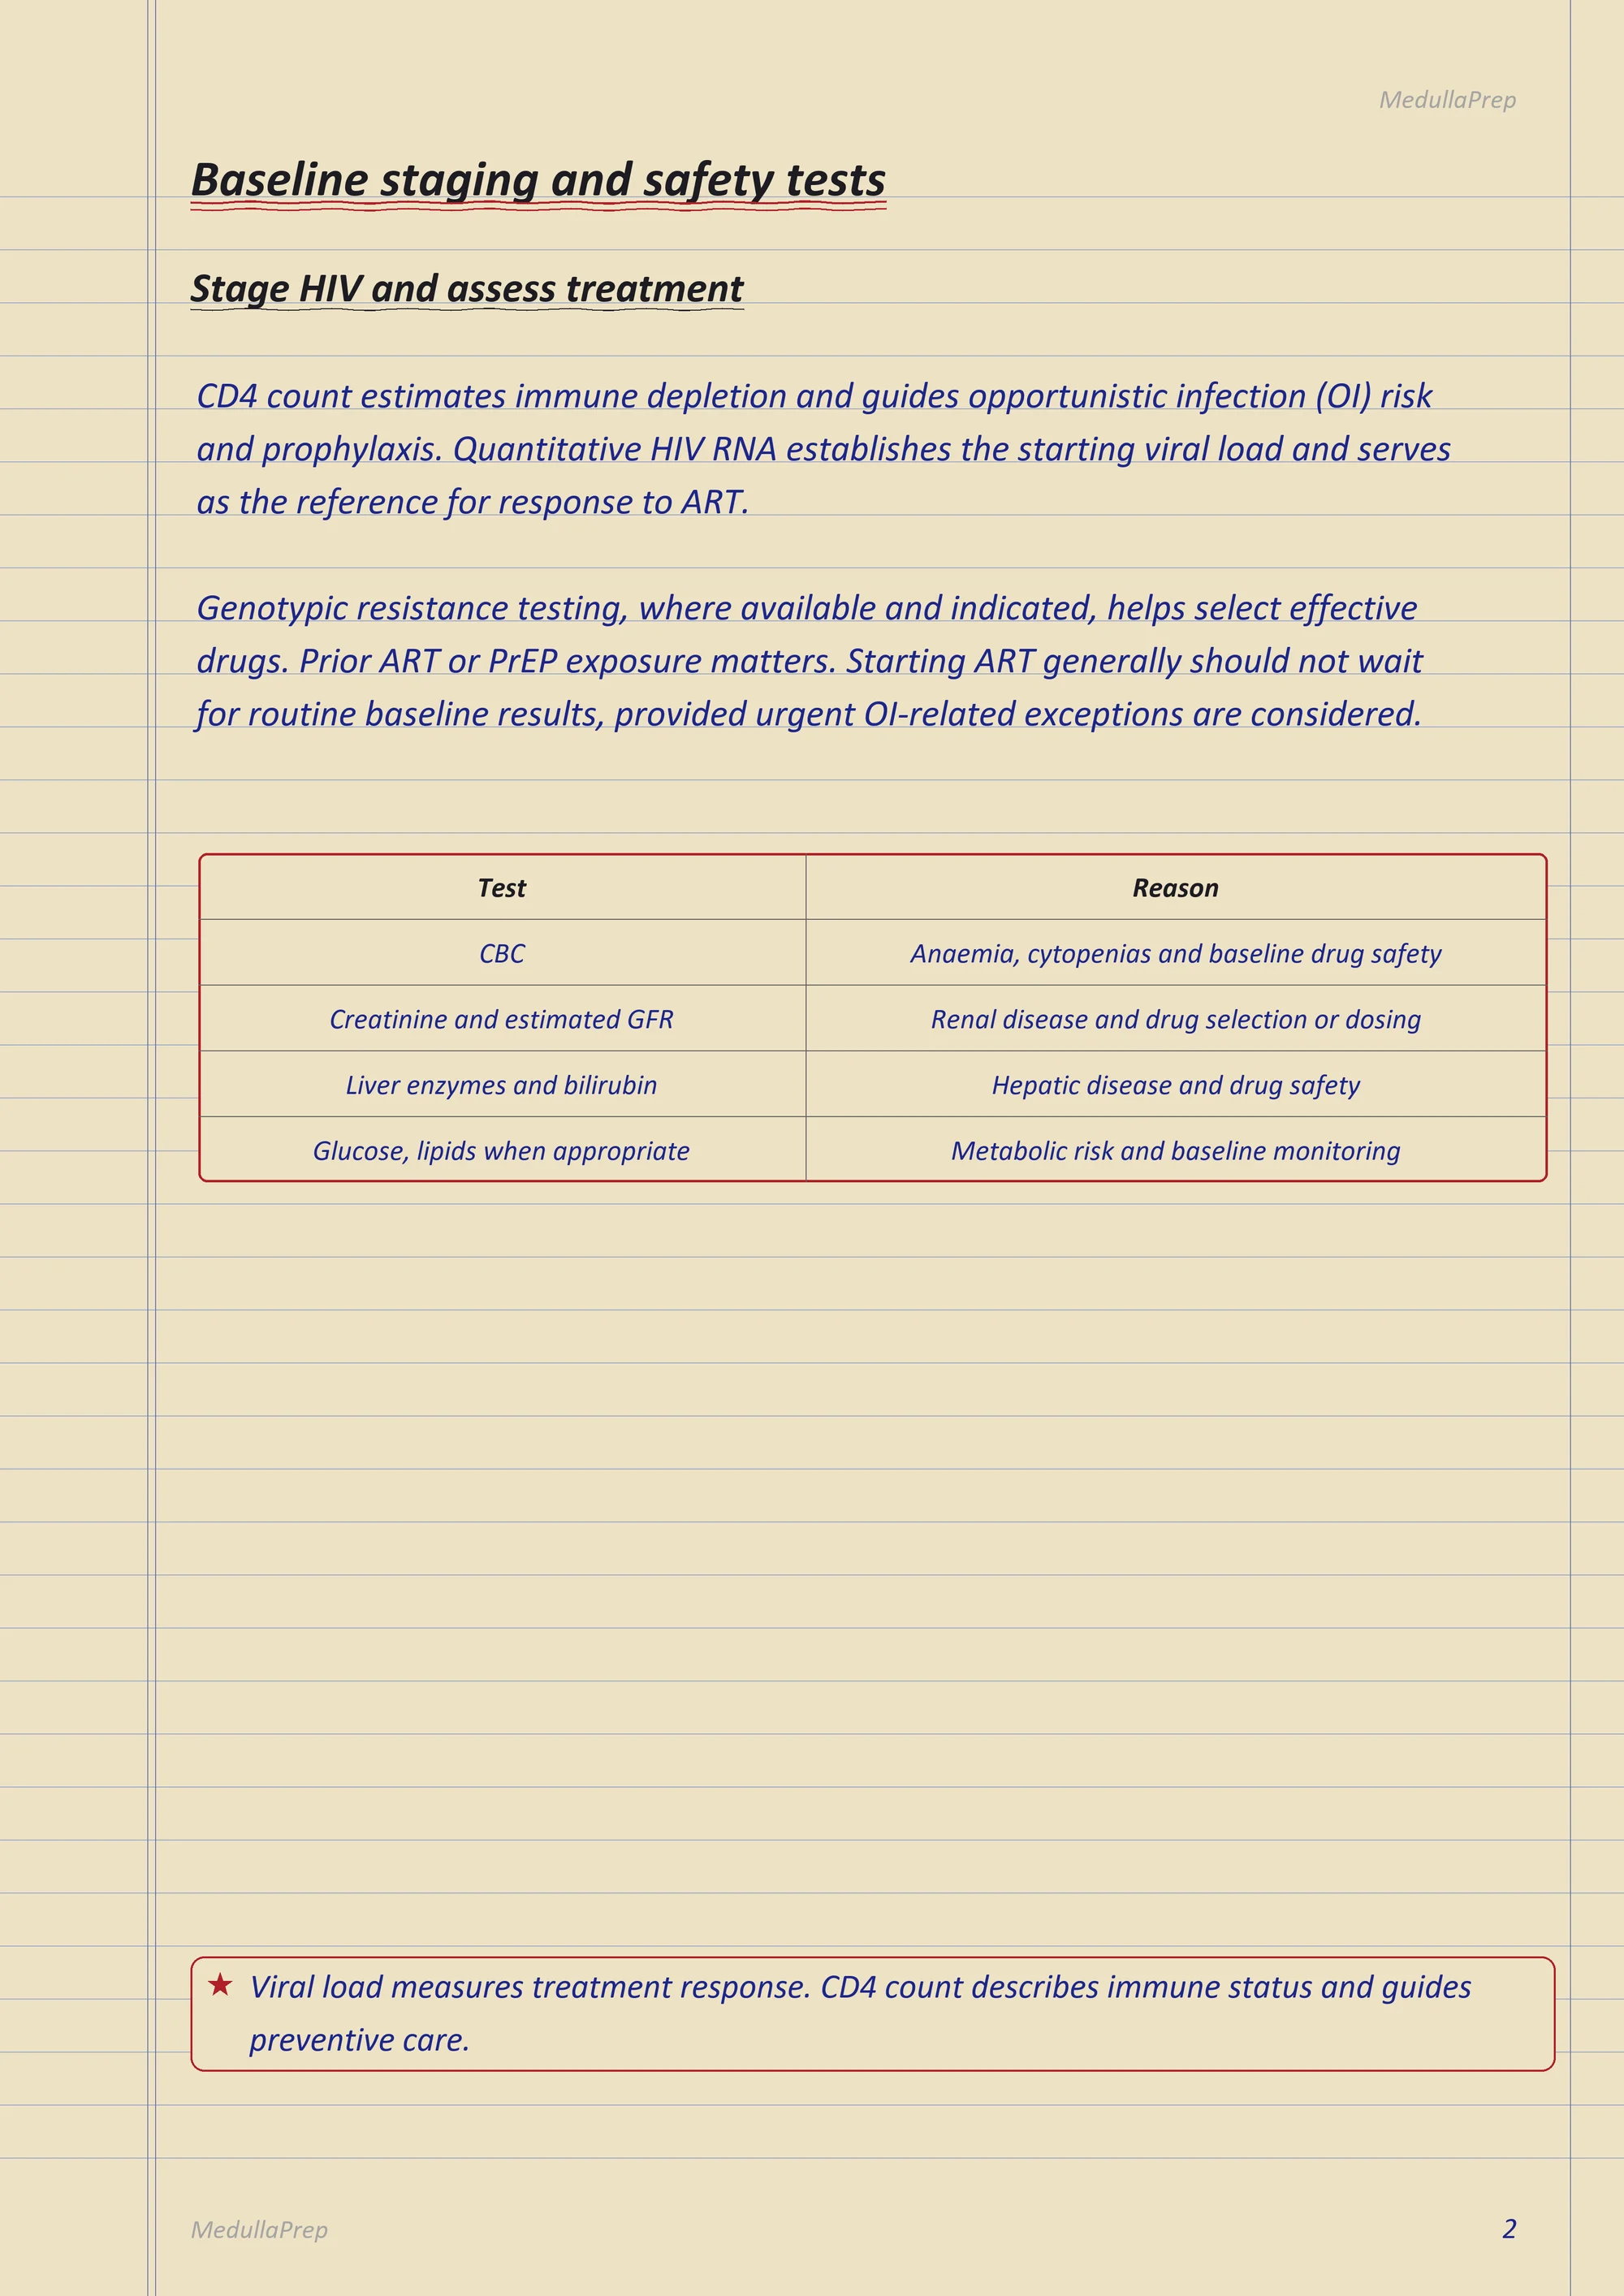 MedullaPrep
Baseline staging and safety tests
Stage HIV and assess treatment
CD4 count estimates immune depletion and guides opportunistic infection (OI) risk
and prophylaxis. Quantitative HIV RNA establishes the starting viral load and serves
as the reference for response to ART.
Genotypic resistance testing, where available and indicated, helps select effective
drugs. Prior ART or PrEP exposure matters. Starting ART generally should not wait
for routine baseline results, provided urgent OI-related exceptions are considered.
Test Reason
CBC Anaemia, cytopenias and baseline drug safety
Creatinine and estimated GFR Renal disease and drug selection or dosing
Liver enzymes and bilirubin Hepatic disease and drug safety
Glucose, lipids when appropriate Metabolic risk and baseline monitoring
★ Viral load measures treatment response. CD4 count describes immune status and guides
preventive care.
MedullaPrep 2